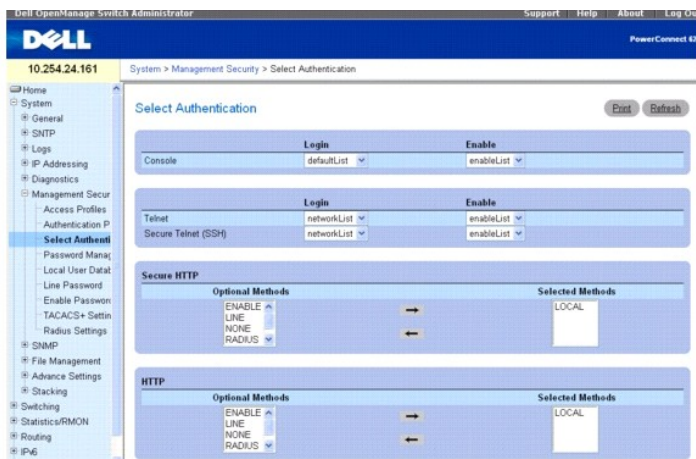 Dell OpenManage Switch Administrator
Support Help About Log Ou
DELL
PowerConnect 62
10.254.24.161
System > Management Security > Select Authentication
Home
System
General
SNTP
Logs
IP Addressing
Diagnostics
Management Secur
Access Profiles
Authentication P
Select Authenti
Password Manag
Local User Datab
Line Password
Enable Password
TACACS+ Settin
Radius Settings
SNMP
File Management
Advance Settings
Stacking
Switching
Statistics/RMON
Routing
IPv6
Select Authentication
Print Refresh
Login Enable
Console defaultList enableList
Login Enable
Telnet networkList enableList
Secure Telnet (SSH) networkList enableList
Secure HTTP
Optional Methods Selected Methods
ENABLE LOCAL
LINE
NONE
RADIUS
HTTP
Optional Methods Selected Methods
ENABLE LOCAL
LINE
NONE
RADIUS